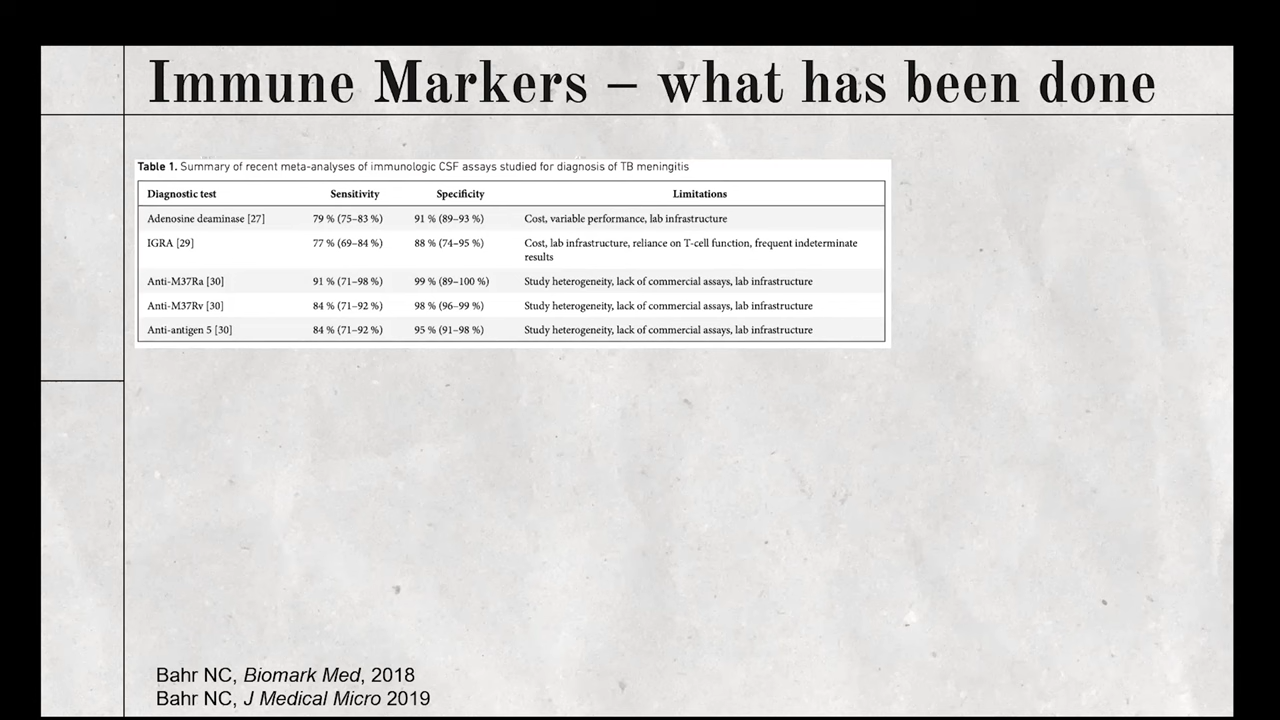 Immune Markers – what has been done
Table 1. Summary of recent meta-analyses of immunologic CSF assays studied for diagnosis of TB meningitis
Diagnostic test Sensitivity Specificity Limitations
Adenosine deaminase [27] 79 % (75–83 %) 91 % (89–93 %) Cost, variable performance, lab infrastructure
IGRA [29] 77 % (69–84 %) 88 % (74–95 %) Cost, lab infrastructure, reliance on T-cell function, frequent indeterminate
results
Anti-M37Ra [30] 91 % (71–98 %) 99 % (89–100 %) Study heterogeneity, lack of commercial assays, lab infrastructure
Anti-M37Rv [30] 84 % (71–92 %) 98 % (96–99 %) Study heterogeneity, lack of commercial assays, lab infrastructure
Anti-antigen 5 [30] 84 % (71–92 %) 95 % (91–98 %) Study heterogeneity, lack of commercial assays, lab infrastructure
Bahr NC, Biomark Med, 2018
Bahr NC, J Medical Micro 2019